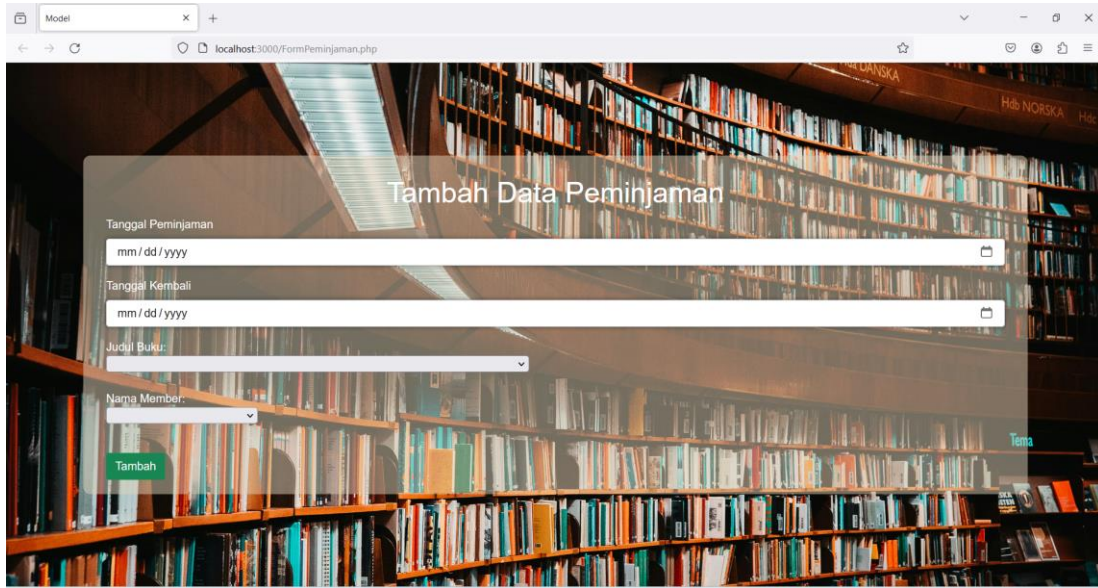 Model
localhost:3000/FormPeminjaman.php
DANSKA
Hdb NORSKA
Tambah Data Peminjaman
Tanggal Peminjaman
mm / dd / yyyy
Tanggal Kembali
mm / dd / yyyy
Judul Buku:
Nama Member:
Tema
Tambah